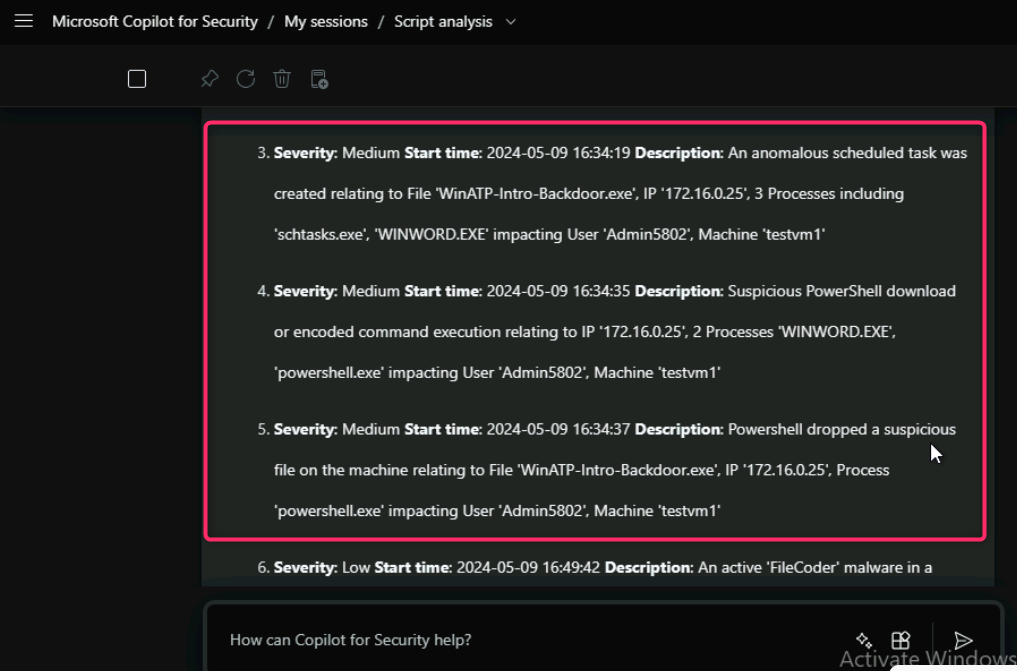 Microsoft Copilot for Security / My sessions / Script analysis
3. Severity: Medium Start time: 2024-05-09 16:34:19 Description: An anomalous scheduled task was
created relating to File 'WinATP-Intro-Backdoor.exe', IP '172.16.0.25', 3 Processes including
'schtasks.exe', 'WINWORD.EXE' impacting User 'Admin5802', Machine 'testvm1'
4. Severity: Medium Start time: 2024-05-09 16:34:35 Description: Suspicious PowerShell download
or encoded command execution relating to IP '172.16.0.25', 2 Processes 'WINWORD.EXE',
'powershell.exe' impacting User 'Admin5802', Machine 'testvm1'
5. Severity: Medium Start time: 2024-05-09 16:34:37 Description: Powershell dropped a suspicious
file on the machine relating to File 'WinATP-Intro-Backdoor.exe', IP '172.16.0.25', Process
'powershell.exe' impacting User 'Admin5802', Machine 'testvm1'
6. Severity: Low Start time: 2024-05-09 16:49:42 Description: An active 'FileCoder' malware in a
How can Copilot for Security help?
Activate Windows